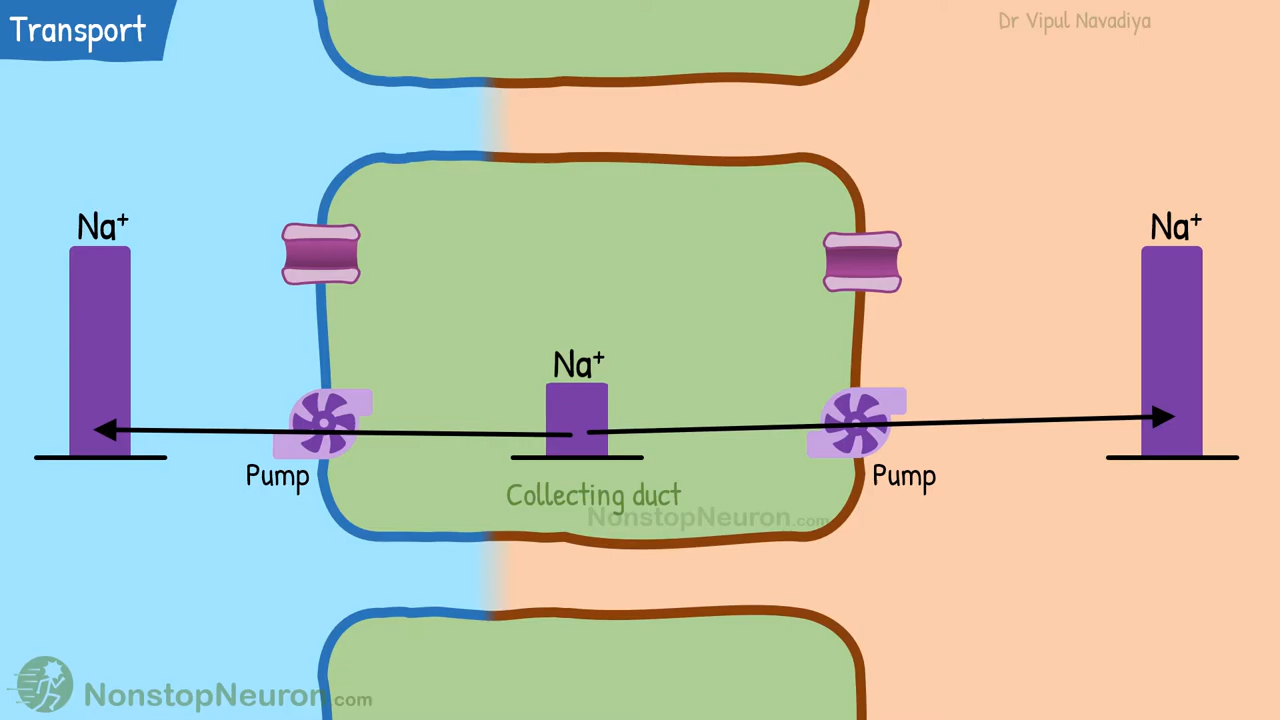 Transport
Dr Vipul Navadiya
Na⁺
Na⁺
Na⁺
Pump
Pump
Collecting duct
NonstopNeuron.com
NonstopNeuron.com